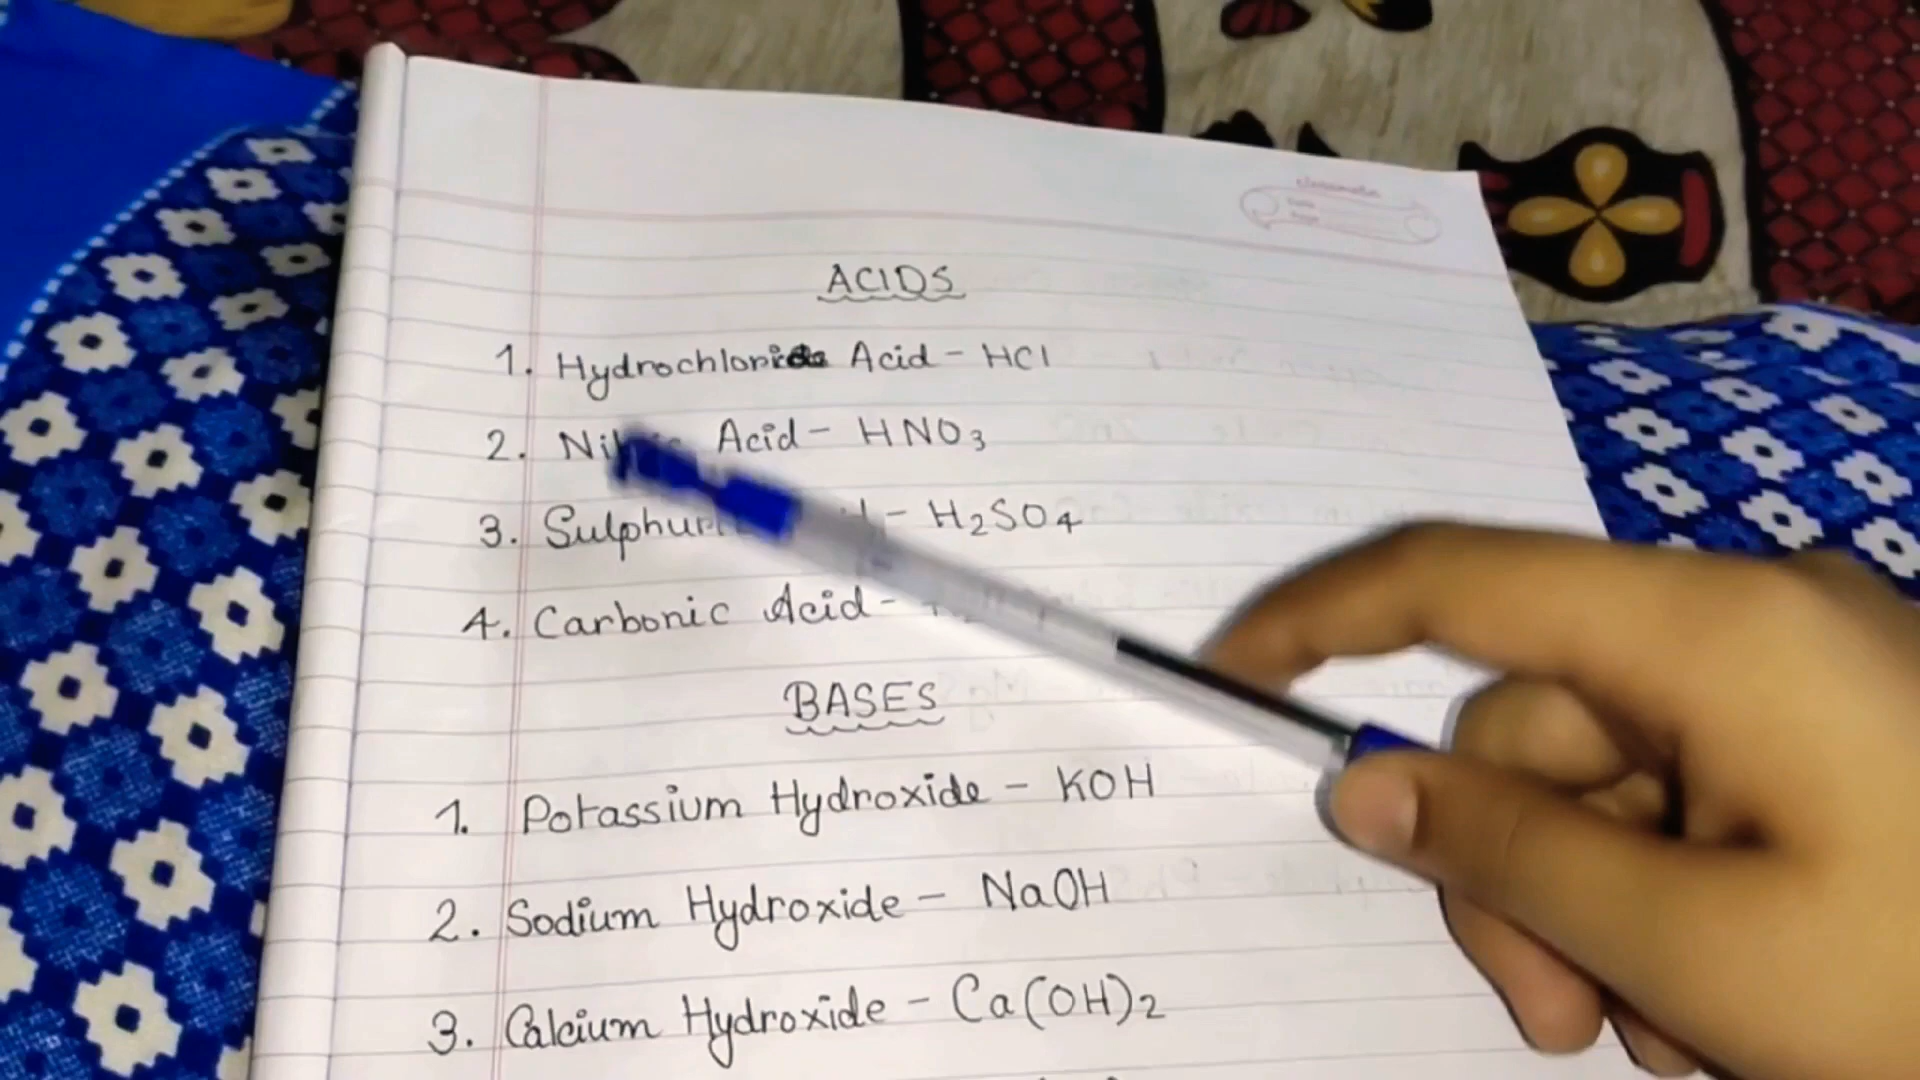 classmate
ACIDS
1. Hydrochloric Acid - HCl
2. Acid - HNO3
3. - H2SO4
4. Carbonic Acid -
BASES
1. Potassium Hydroxide - KOH
2. Sodium Hydroxide - NaOH
3. Calcium Hydroxide - Ca(OH)2